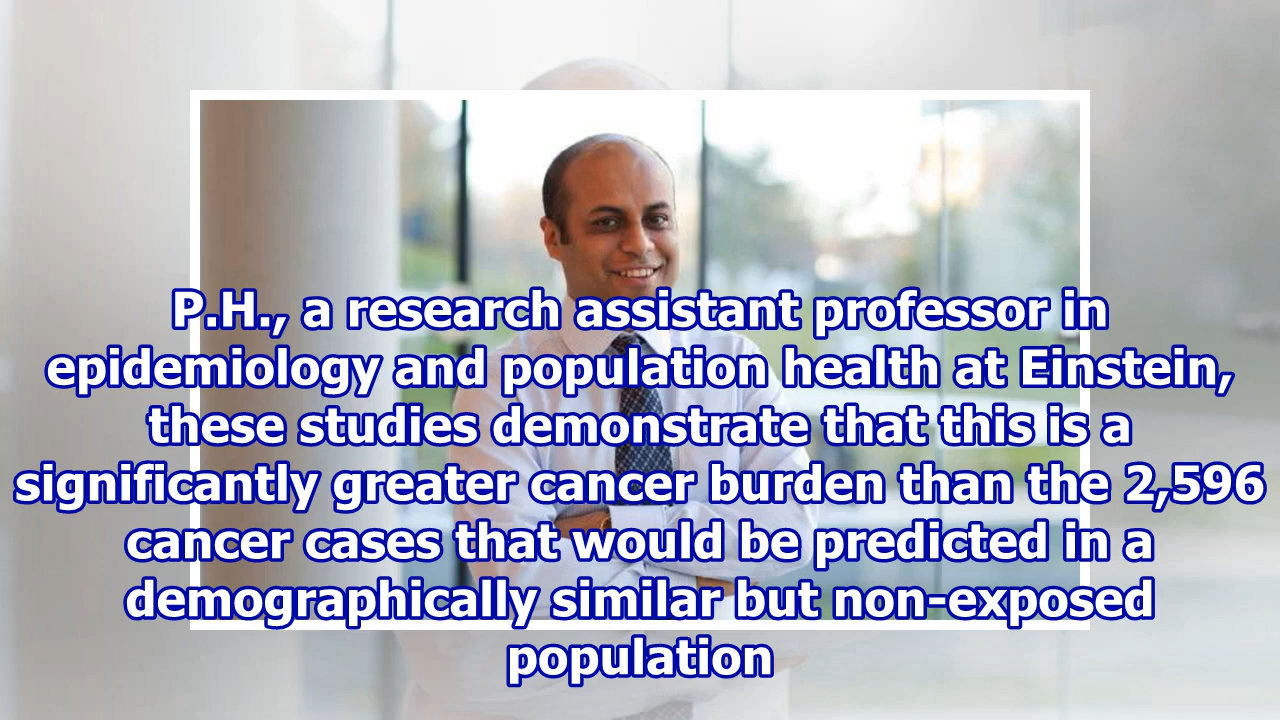 P.H., a research assistant professor in
epidemiology and population health at Einstein,
these studies demonstrate that this is a
significantly greater cancer burden than the 2,596
cancer cases that would be predicted in a
demographically similar but non-exposed
population